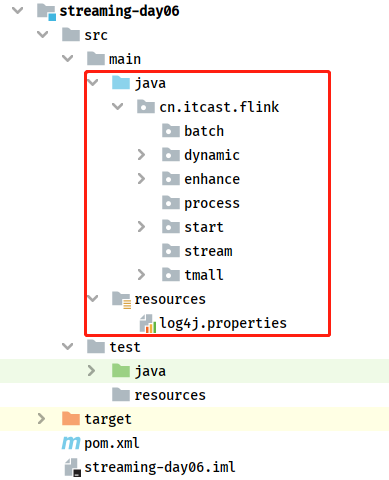 streaming-day06
src
main
java
cn.itcast.flink
batch
dynamic
enhance
process
start
stream
tmall
resources
log4j.properties
test
java
resources
target
pom.xml
streaming-day06.iml